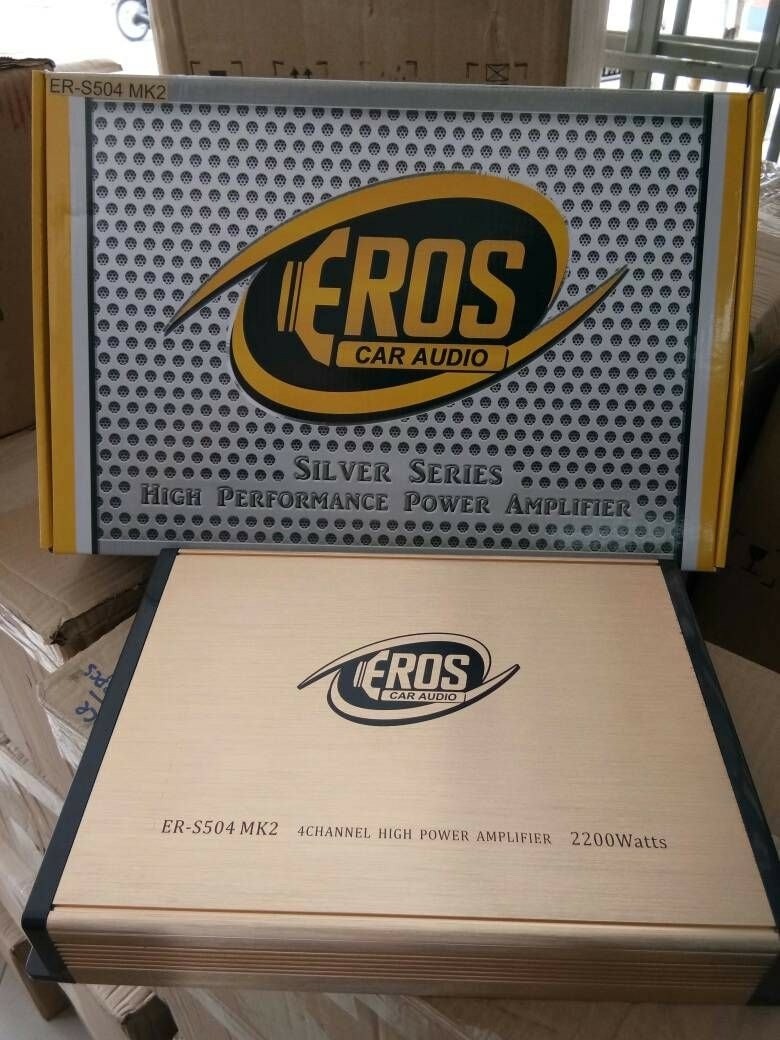 ER-S504 MK2
EROS
CAR AUDIO
SILVER SERIES
HIGH PERFORMANCE POWER AMPLIFIER
EROS
CAR AUDIO
ER-S504 MK2 4CHANNEL HIGH POWER AMPLIFIER 2200Watts